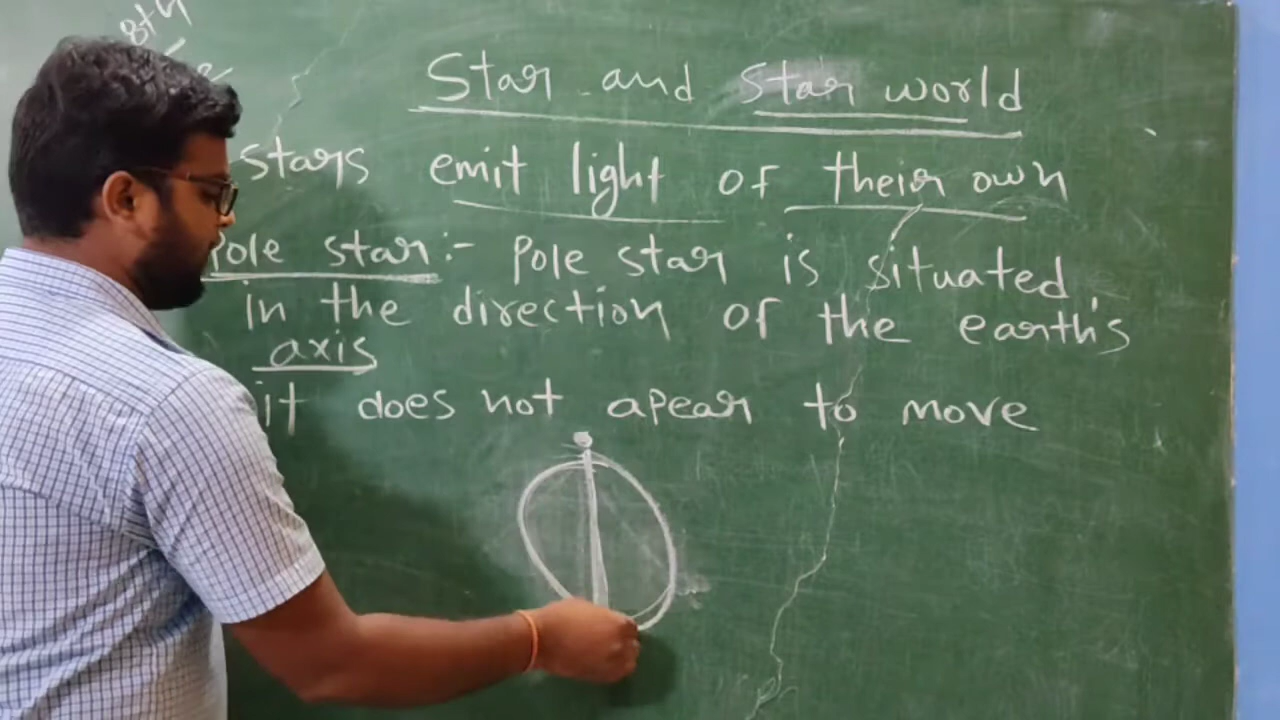 8th
Star and star world
stars emit light of their own
Pole star:- Pole star is situated
in the direction of the earth's
axis
it does not apear to move